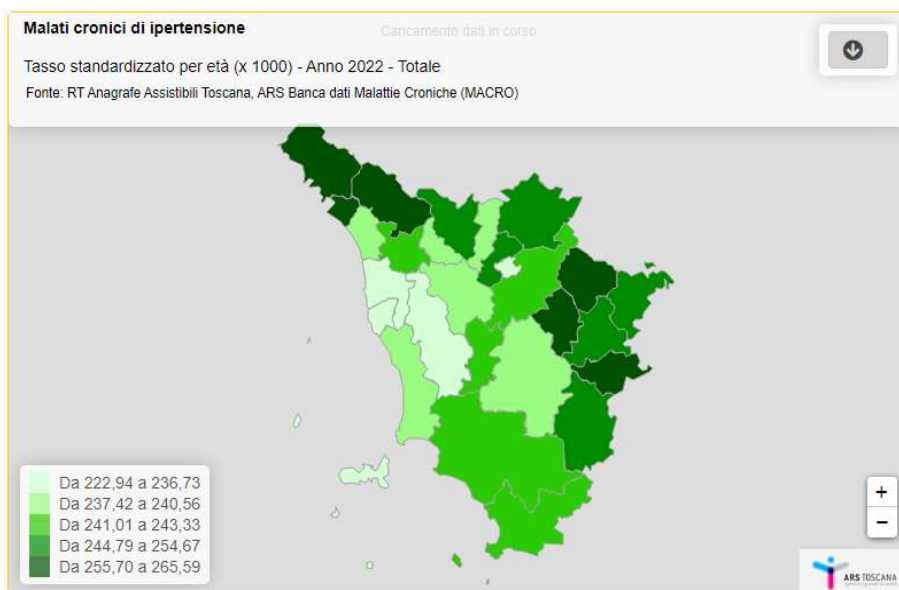 Malati cronici di ipertensione
Caricamento dati in corso
Tasso standardizzato per età (x 1000) - Anno 2022 - Totale
Fonte: RT Anagrafe Assistibili Toscana, ARS Banca dati Malattie Croniche (MACRO)
Da 222,94 a 236,73
Da 237,42 a 240,56
Da 241,01 a 243,33
Da 244,79 a 254,67
Da 255,70 a 265,59
+
−
ARS TOSCANA